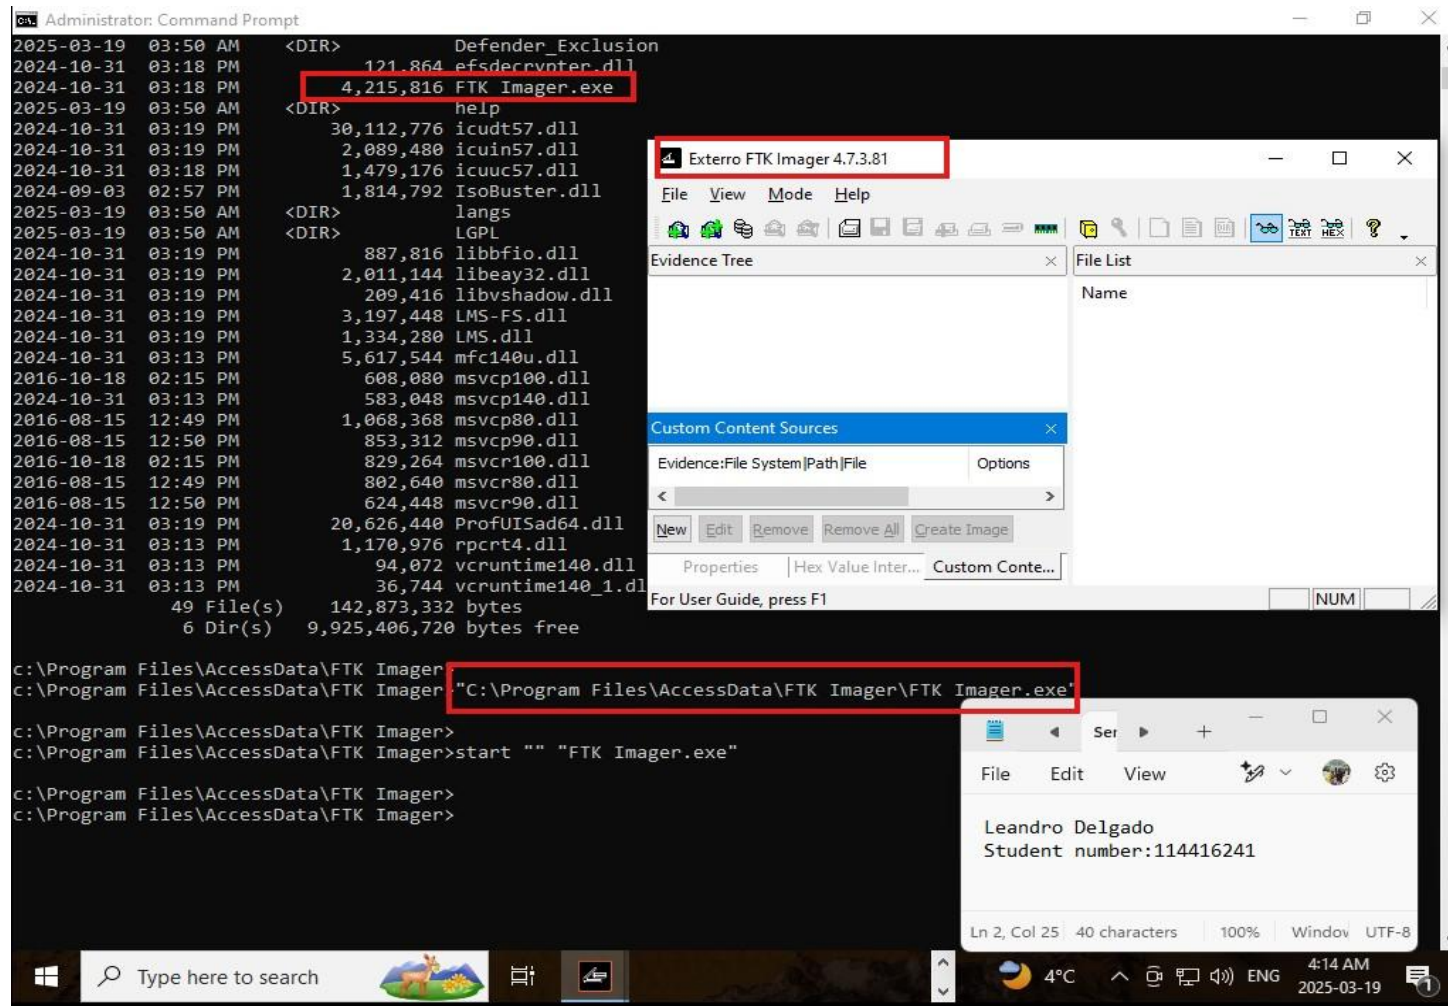 Administrator: Command Prompt
2025-03-19 03:50 AM <DIR> Defender_Exclusion
2024-10-31 03:18 PM 121,864 efsdecrypter.dll
2024-10-31 03:18 PM 4,215,816 FTK Imager.exe
2025-03-19 03:50 AM <DIR> help
2024-10-31 03:19 PM 30,112,776 icudt57.dll
2024-10-31 03:19 PM 2,089,480 icuin57.dll
2024-10-31 03:18 PM 1,479,176 icuuc57.dll
2024-09-03 02:57 PM 1,814,792 IsoBuster.dll
2025-03-19 03:50 AM <DIR> langs
2025-03-19 03:50 AM <DIR> LGPL
2024-10-31 03:19 PM 887,816 libbfio.dll
2024-10-31 03:19 PM 2,011,144 libeay32.dll
2024-10-31 03:19 PM 209,416 libvshadow.dll
2024-10-31 03:19 PM 3,197,448 LMS-FS.dll
2024-10-31 03:19 PM 1,334,280 LMS.dll
2024-10-31 03:13 PM 5,617,544 mfc140u.dll
2016-10-18 02:15 PM 608,080 msvcp100.dll
2024-10-31 03:13 PM 583,048 msvcp140.dll
2016-08-15 12:49 PM 1,068,368 msvcp80.dll
2016-08-15 12:50 PM 853,312 msvcp90.dll
2016-10-18 02:15 PM 829,264 msvcr100.dll
2016-08-15 12:49 PM 802,640 msvcr80.dll
2016-08-15 12:50 PM 624,448 msvcr90.dll
2024-10-31 03:19 PM 20,626,440 ProfUISad64.dll
2024-10-31 03:13 PM 1,170,976 rpcrt4.dll
2024-10-31 03:13 PM 94,072 vcruntime140.dll
2024-10-31 03:13 PM 36,744 vcruntime140_1.dl
49 File(s) 142,873,332 bytes
6 Dir(s) 9,925,406,720 bytes free
c:\Program Files\AccessData\FTK Imager>
c:\Program Files\AccessData\FTK Imager>"C:\Program Files\AccessData\FTK Imager\FTK Imager.exe"
c:\Program Files\AccessData\FTK Imager>
c:\Program Files\AccessData\FTK Imager>start "" "FTK Imager.exe"
c:\Program Files\AccessData\FTK Imager>
c:\Program Files\AccessData\FTK Imager>
Exterro FTK Imager 4.7.3.81
File View Mode Help
TEXT HEX
Evidence Tree
File List
Name
Custom Content Sources
Evidence:File System|Path|File Options
New Edit Remove Remove All Create Image
Properties Hex Value Inter... Custom Conte...
For User Guide, press F1
NUM
Ser
File Edit View
Leandro Delgado
Student number:114416241
Ln 2, Col 25 40 characters 100% Window UTF-8
Type here to search
4°C
ENG
4:14 AM
2025-03-19
1